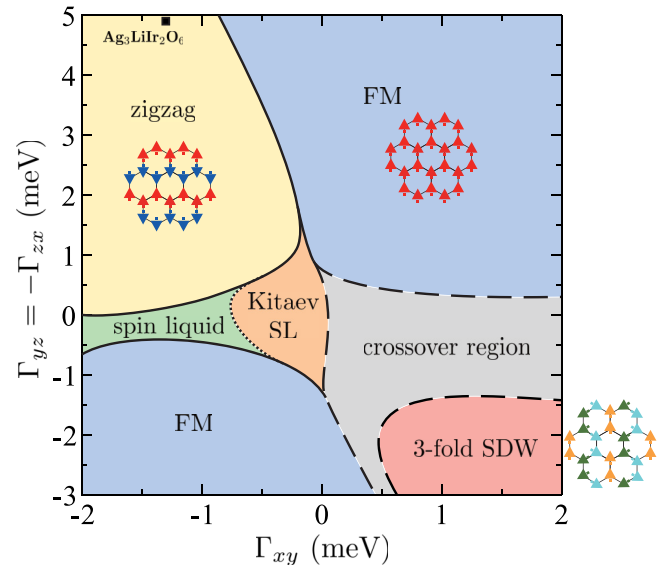 5
4
3
2
1
0
-1
-2
-3
Γyz = −Γzx (meV)
Ag₃LiIr₂O₆
zigzag
FM
Kitaev
SL
spin liquid
crossover region
FM
3-fold SDW
-2
-1
0
1
2
Γxy (meV)